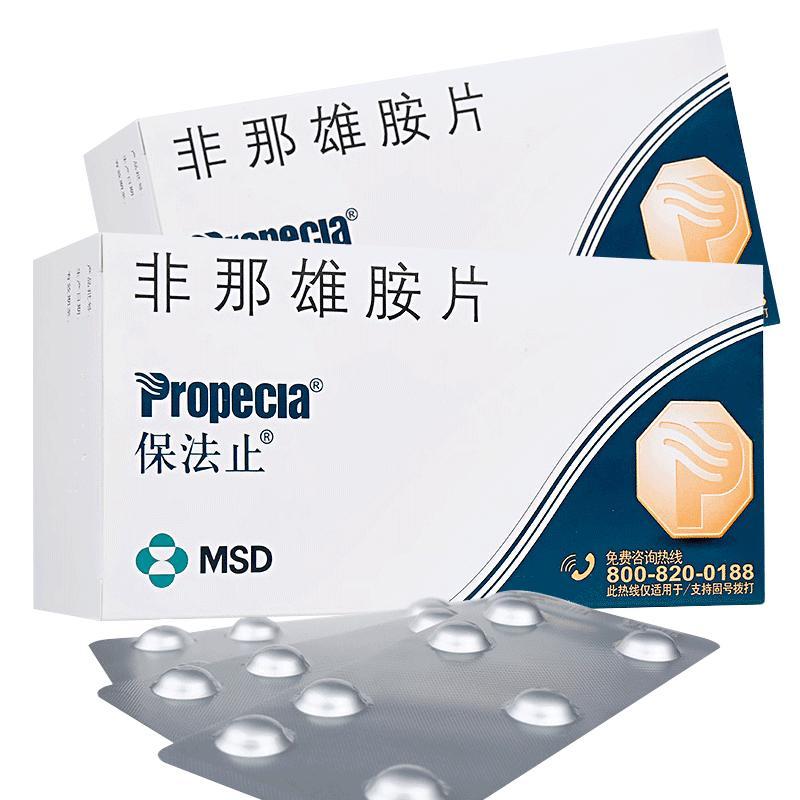 非那雄胺片
Propecia®
非那雄胺片
Propecia®
保法止®
MSD
免费咨询热线
800-820-0188
此热线仅适用于/支持固号拨打